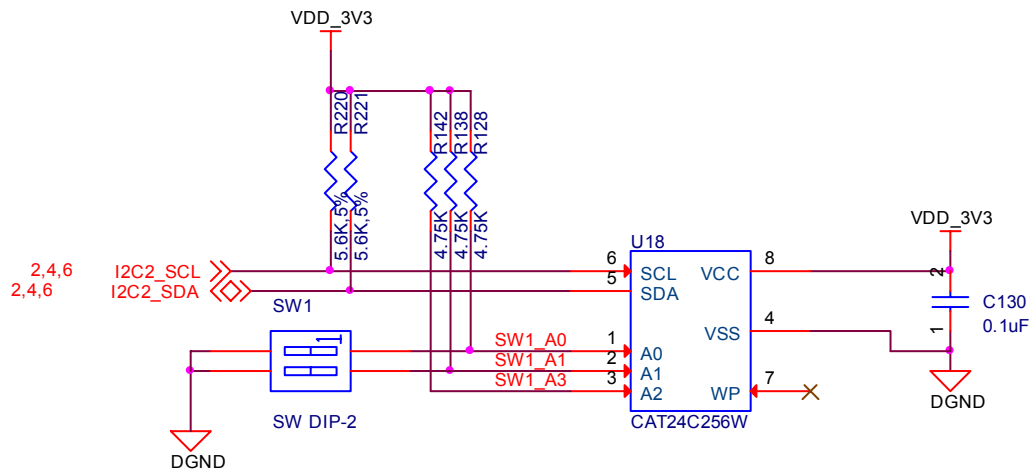 VDD_3V3
R220
R221
R142
R138
R128
5.6K,5%
5.6K,5%
4.75K
4.75K
4.75K
VDD_3V3
U18
2,4,6 I2C2_SCL 6 SCL VCC 8
2,4,6 I2C2_SDA 5 SDA
2
C130
0.1uF
1
SW1
VSS 4
1
SW1_A0 1 A0
SW1_A1 2 A1
SW1_A3 3 A2 WP 7
DGND
SW DIP-2
CAT24C256W
DGND